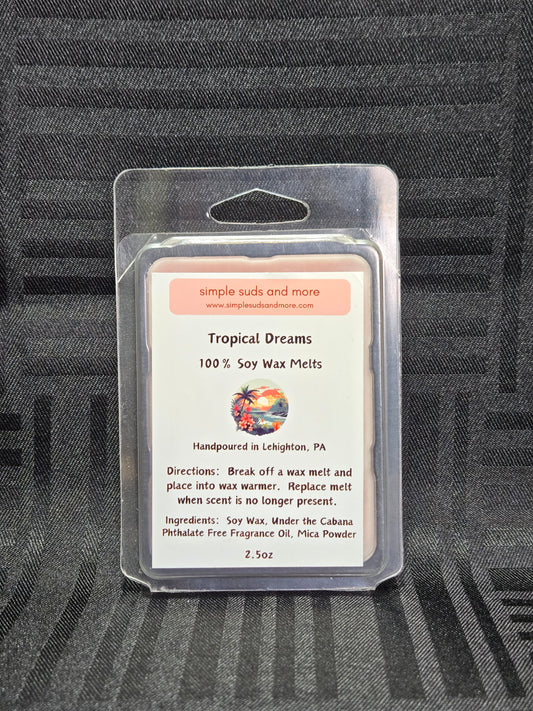 simple suds and more
www.simplesudsandmore.com
Tropical Dreams
100% Soy Wax Melts
Handpoured in Lehighton, PA
Directions: Break off a wax melt and
place into wax warmer. Replace melt
when scent is no longer present.
Ingredients: Soy Wax, Under the Cabana
Phthalate Free Fragrance Oil, Mica Powder
2.5oz